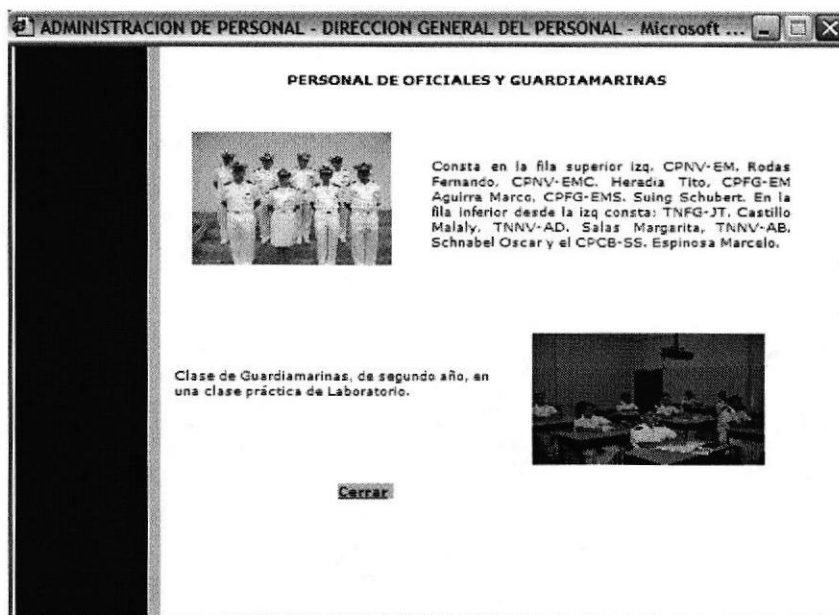 ADMINISTRACION DE PERSONAL - DIRECCION GENERAL DEL PERSONAL - Microsoft ...
PERSONAL DE OFICIALES Y GUARDIAMARINAS
Consta en la fila superior izq. CPNV-EM. Rodas
Fernando, CPNV-EMC. Heredia Tito, CPFG-EM
Aguirra Marco, CPFG-EMS. Suing Schubert. En la
fila inferior desde la izq consta: TNFG-JT. Castillo
Malaly, TNNV-AD. Salas Margarita, TNNV-AB.
Schnabel Oscar y el CPCB-SS. Espinosa Marcelo.
Clase de Guardiamarinas, de segundo año, en
una clase práctica de Laboratorio.
Cerrar